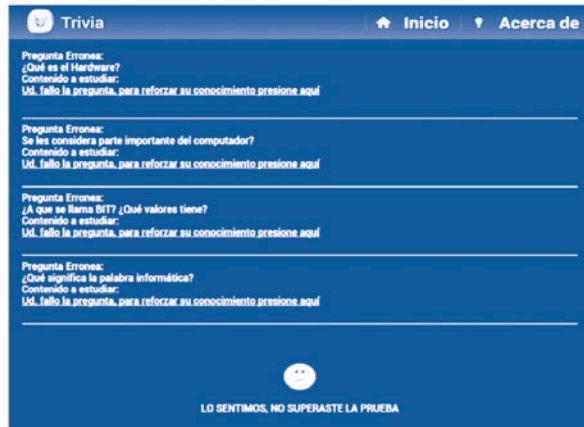 Trivia
Inicio
Acerca de
Pregunta Erronea:
¿Qué es el Hardware?
Contenido a estudiar:
Ud. fallo la pregunta, para reforzar su conocimiento presione aquí
Pregunta Erronea:
Se les considera parte importante del computador?
Contenido a estudiar:
Ud. fallo la pregunta, para reforzar su conocimiento presione aquí
Pregunta Erronea:
¿A que se llama BIT? ¿Qué valores tiene?
Contenido a estudiar:
Ud. fallo la pregunta, para reforzar su conocimiento presione aquí
Pregunta Erronea:
¿Qué significa la palabra informática?
Contenido a estudiar:
Ud. fallo la pregunta, para reforzar su conocimiento presione aquí
LO SENTIMOS, NO SUPERASTE LA PRUEBA